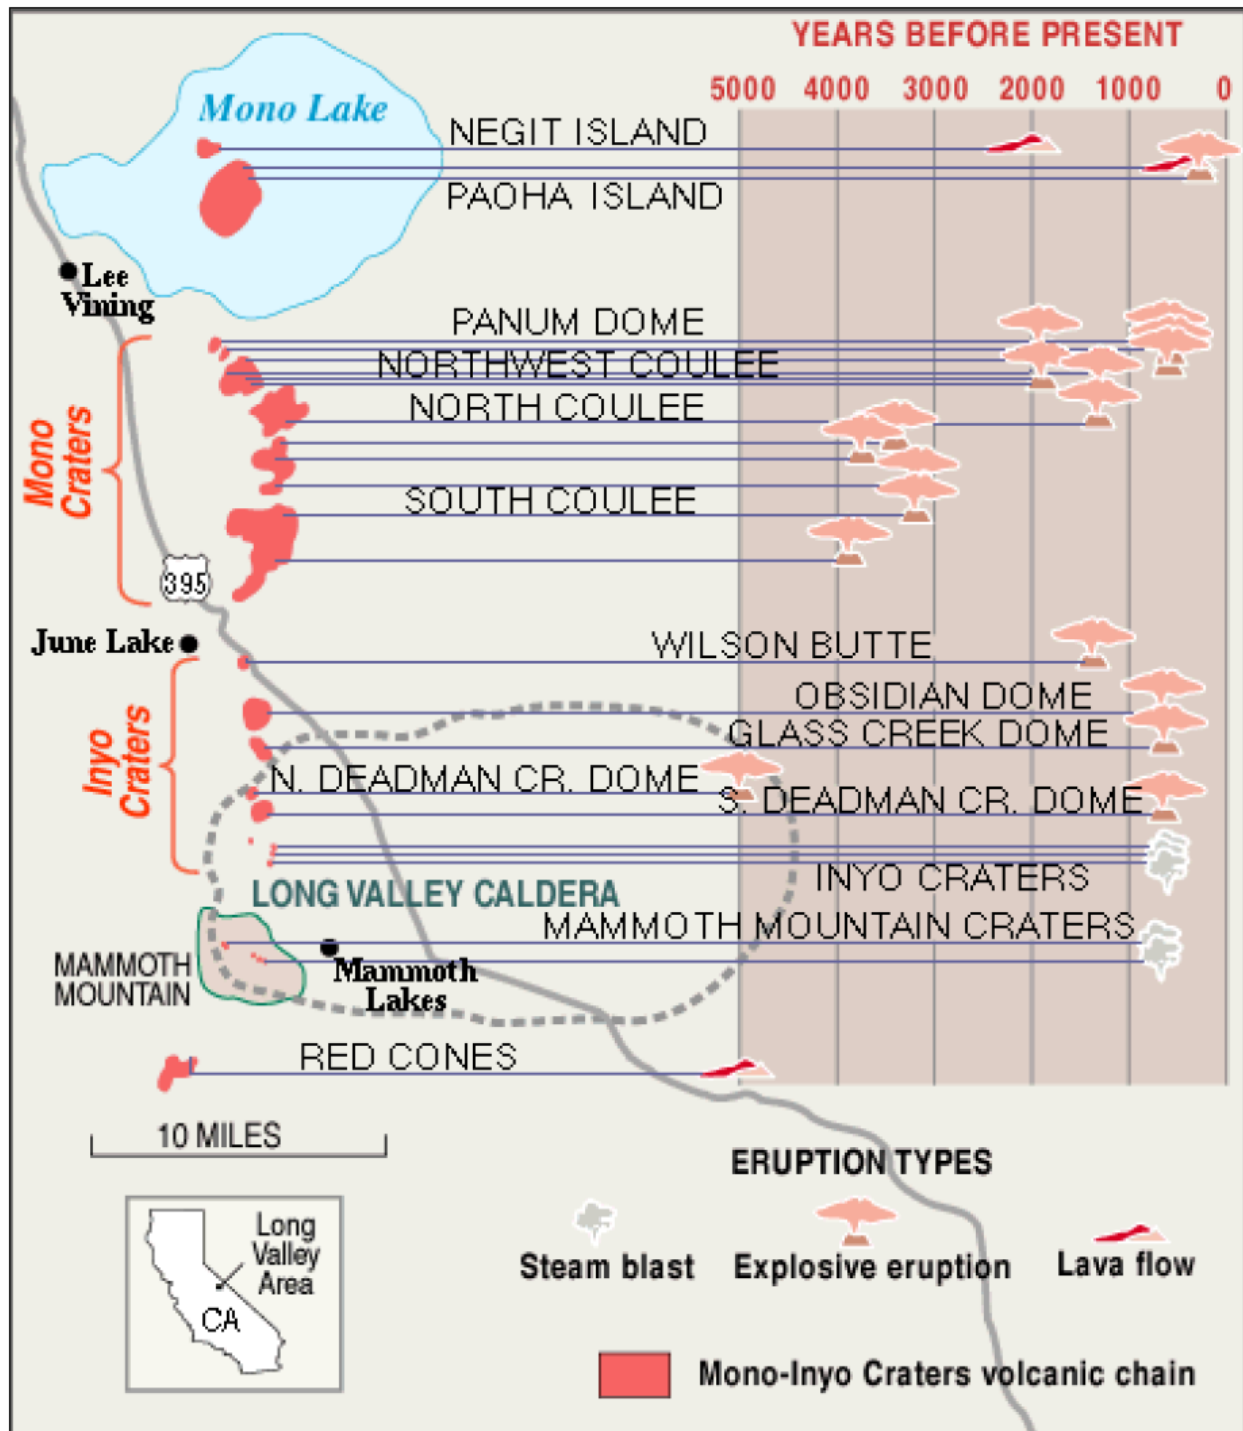 YEARS BEFORE PRESENT
5000 4000 3000 2000 1000 0
Mono Lake
NEGIT ISLAND
PAOHA ISLAND
Lee
Vining
PANUM DOME
NORTHWEST COULEE
NORTH COULEE
Mono
Craters
SOUTH COULEE
395
June Lake
WILSON BUTTE
OBSIDIAN DOME
GLASS CREEK DOME
Inyo
Craters
N. DEADMAN CR. DOME
S. DEADMAN CR. DOME
INYO CRATERS
LONG VALLEY CALDERA
MAMMOTH MOUNTAIN CRATERS
MAMMOTH
MOUNTAIN
Mammoth
Lakes
RED CONES
10 MILES
ERUPTION TYPES
Steam blast
Explosive eruption
Lava flow
Long
Valley
Area
CA
Mono-Inyo Craters volcanic chain